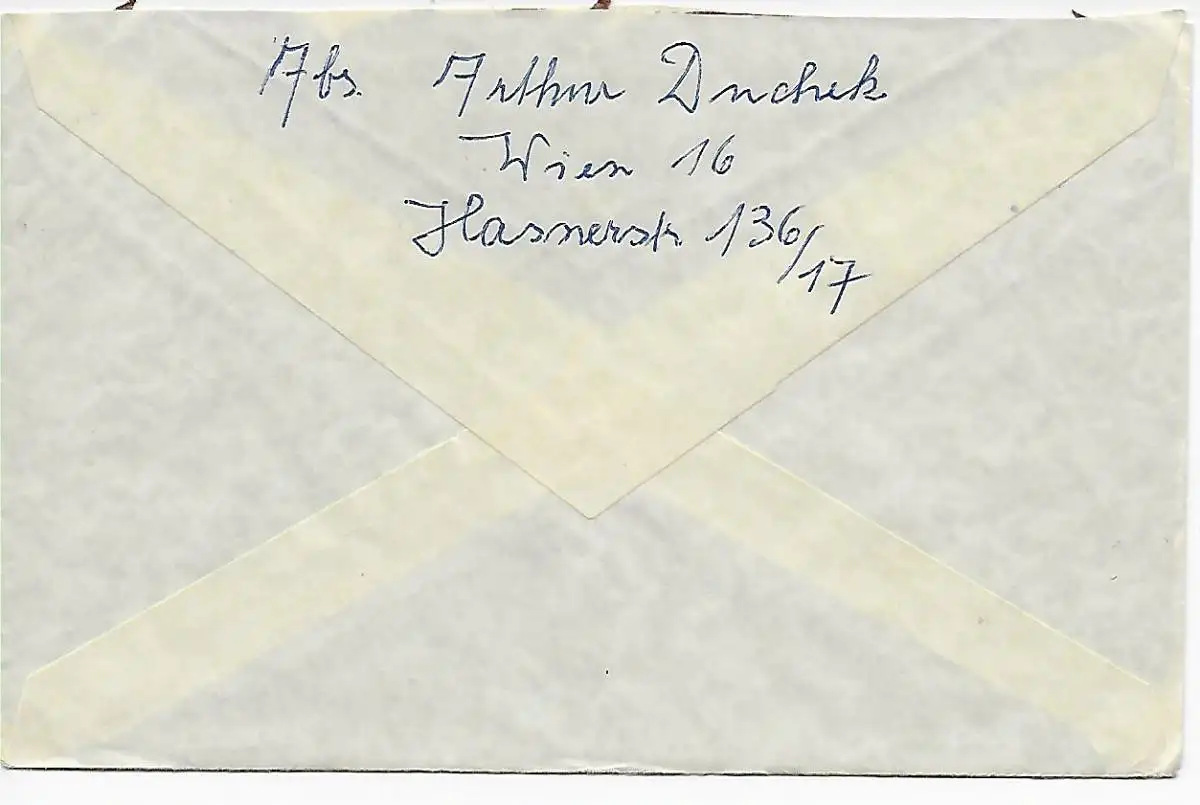 Abs. Arthur Duchek
Wien 16
Hasnerstr. 136/17